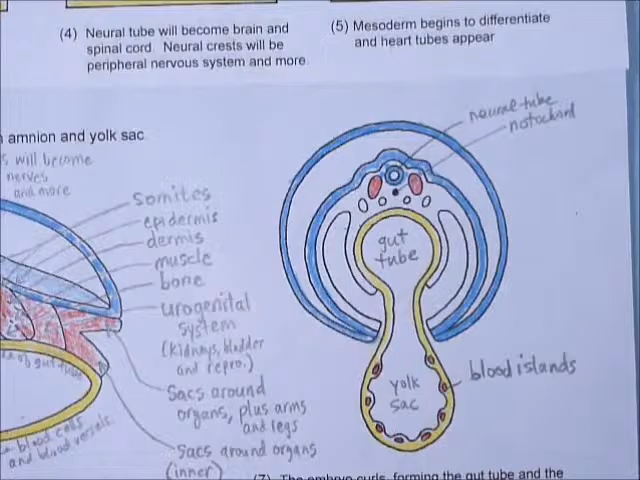 (4) Neural tube will become brain and
spinal cord. Neural crests will be
peripheral nervous system and more
(5) Mesoderm begins to differentiate
and heart tubes appear
n amnion and yolk sac
s will become
nerves
and more
somites
epidermis
dermis
muscle
bone
urogenital
system
(kidneys, bladder
and repro.)
Sacs around
organs, plus arms
and legs
Sacs around organs
(inner)
of gut tube
blood cells
and blood vessels
neural tube
notochord
gut
tube
yolk
sac
blood islands
(7) The embryo curls, forming the gut tube and the